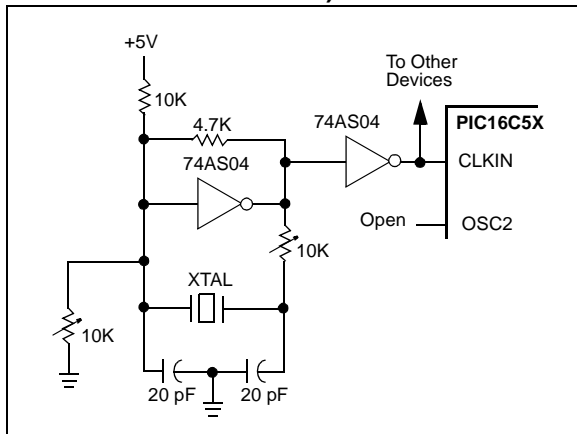 +5V
10K
4.7K
74AS04
74AS04
To Other
Devices
PIC16C5X
CLKIN
Open
OSC2
10K
XTAL
10K
20 pF
20 pF